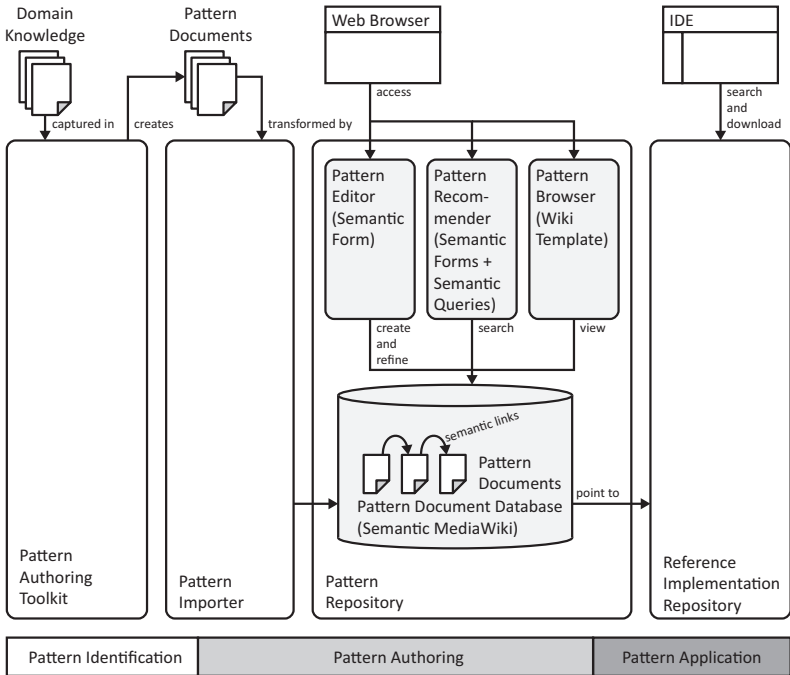 Domain
Knowledge
Pattern
Documents
Web Browser
IDE
captured in
creates
transformed by
access
search
and
download
Pattern
Editor
(Semantic
Form)
Pattern
Recom-
mender
(Semantic
Forms +
Semantic
Queries)
Pattern
Browser
(Wiki
Template)
create
and
refine
search
view
semantic links
Pattern
Documents
Pattern Document Database
(Semantic MediaWiki)
point to
Pattern
Authoring
Toolkit
Pattern
Importer
Pattern
Repository
Reference
Implementation
Repository
Pattern Identification
Pattern Authoring
Pattern Application